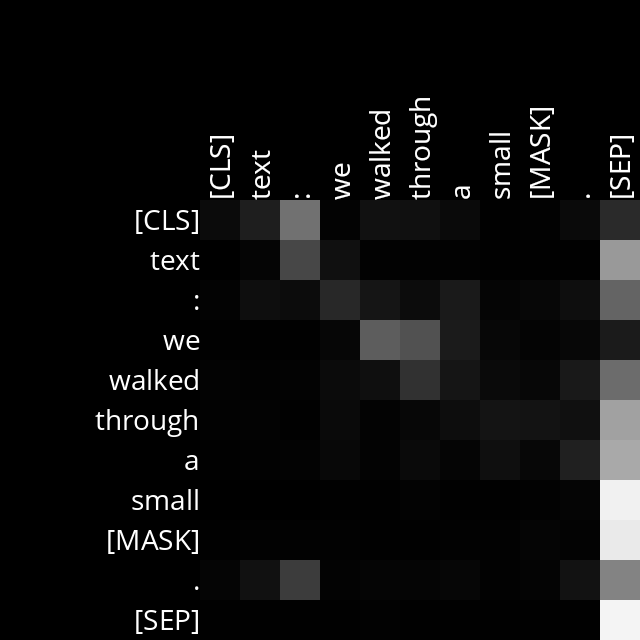 [CLS] text : we walked through a small [MASK] . [SEP]
[CLS]
text
:
we
walked
through
a
small
[MASK]
.
[SEP]